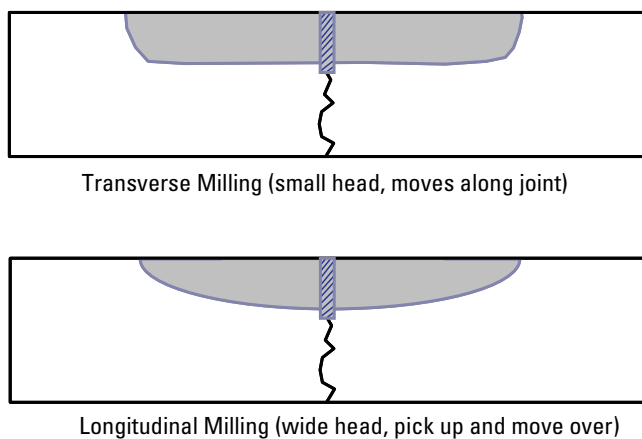 Transverse Milling (small head, moves along joint)
Longitudinal Milling (wide head, pick up and move over)